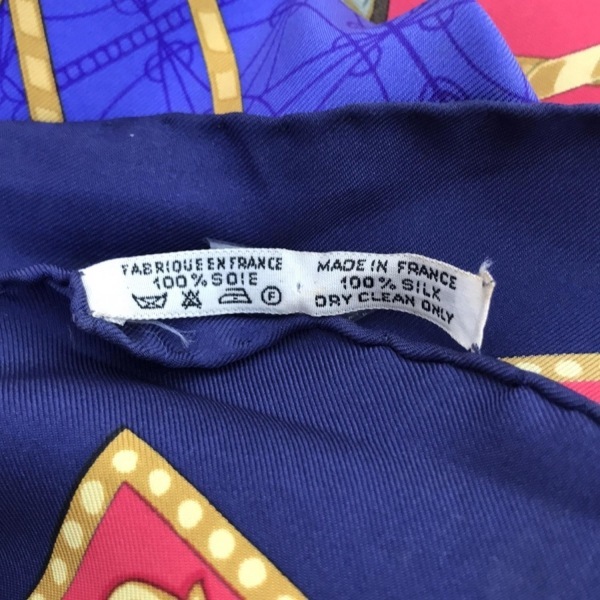 FABRIQUE EN FRANCE
100% SOIE
F
MADE IN FRANCE
100% SILK
DRY CLEAN ONLY